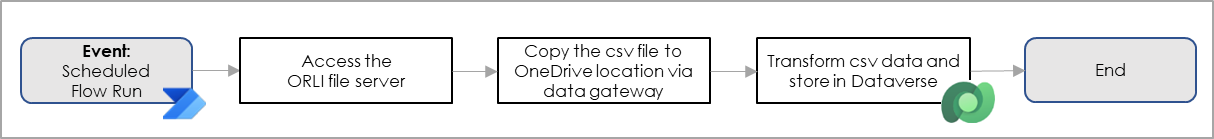 Event:
Scheduled
Flow Run
Access the
ORLI file server
Copy the csv file to
OneDrive location via
data gateway
Transform csv data and
store in Dataverse
End